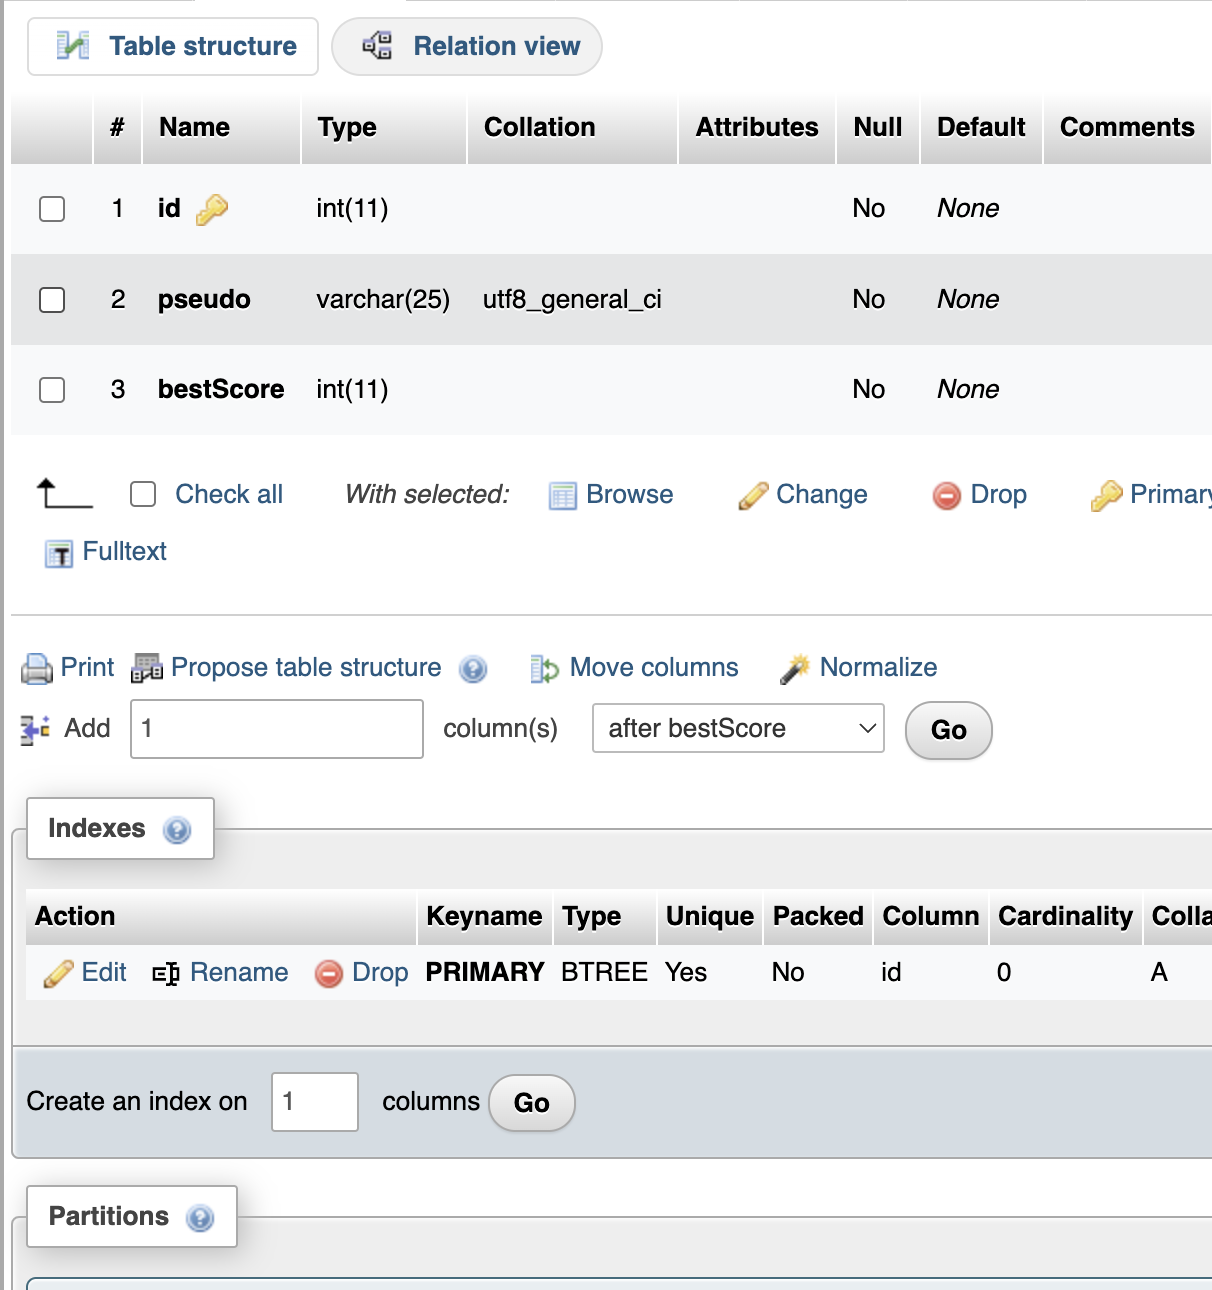 Table structure Relation view
# Name Type Collation Attributes Null Default Comments
1 id int(11) No None
2 pseudo varchar(25) utf8_general_ci No None
3 bestScore int(11) No None
Check all With selected: Browse Change Drop Primary
Fulltext
Print Propose table structure Move columns Normalize
Add 1 column(s) after bestScore Go
Indexes
Action Keyname Type Unique Packed Column Cardinality Colla
Edit Rename Drop PRIMARY BTREE Yes No id 0 A
Create an index on 1 columns Go
Partitions